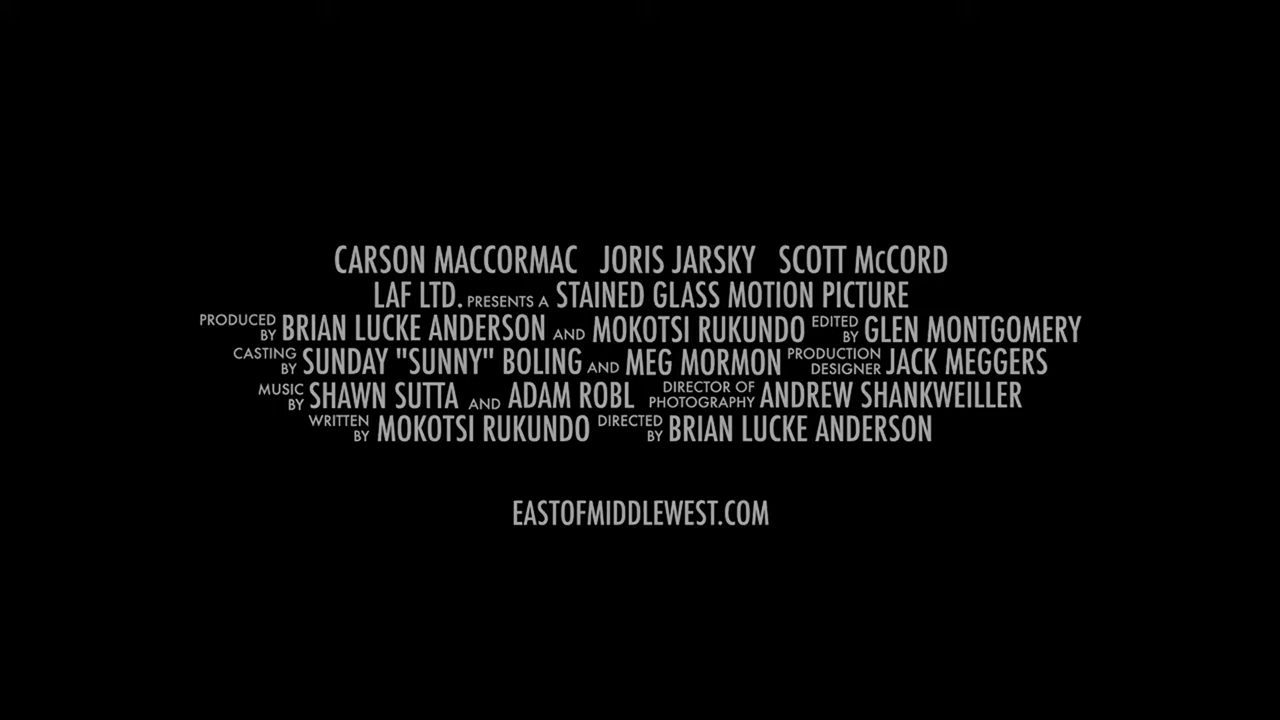 CARSON MACCORMAC JORIS JARSKY SCOTT McCORD
LAF LTD. PRESENTS A STAINED GLASS MOTION PICTURE
PRODUCED BY BRIAN LUCKE ANDERSON AND MOKOTSI RUKUNDO EDITED BY GLEN MONTGOMERY
CASTING BY SUNDAY "SUNNY" BOLING AND MEG MORMON PRODUCTION DESIGNER JACK MEGGERS
MUSIC BY SHAWN SUTTA AND ADAM ROBL DIRECTOR OF PHOTOGRAPHY ANDREW SHANKWEILLER
WRITTEN BY MOKOTSI RUKUNDO DIRECTED BY BRIAN LUCKE ANDERSON
EASTOFMIDDLEWEST.COM